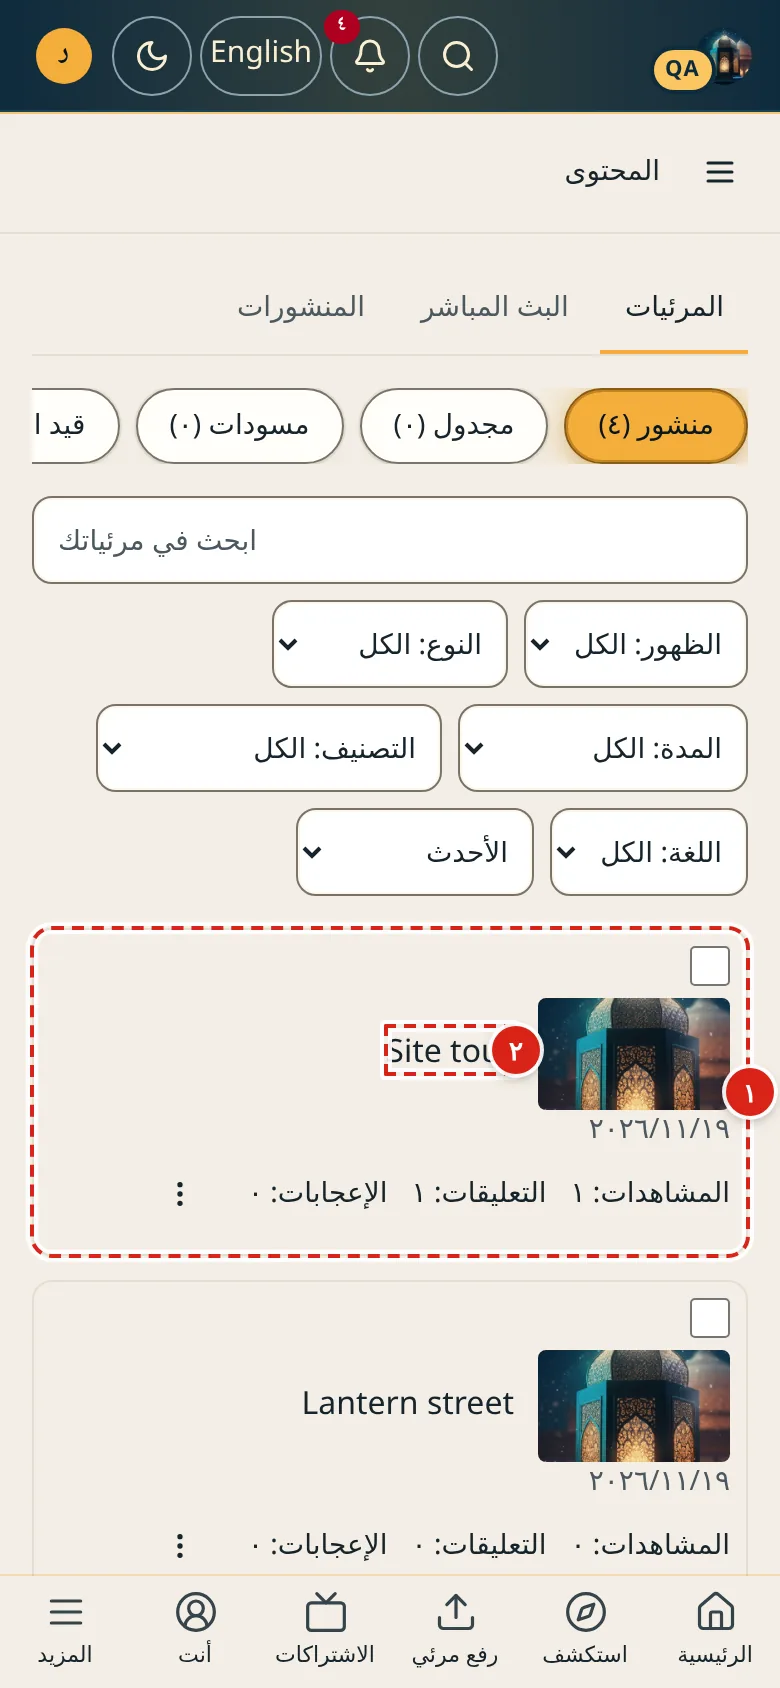 QA
٤
English
ر
المحتوى
المرئيات
البث المباشر
المنشورات
منشور (٤)
مجدول (٠)
مسودات (٠)
قيد ا
ابحث في مرئياتك
الظهور: الكل
النوع: الكل
المدة: الكل
التصنيف: الكل
اللغة: الكل
الأحدث
Site tou
٢
١
٢٠٢٦/١١/١٩
المشاهدات: ١ التعليقات: ١ الإعجابات: ٠
Lantern street
٢٠٢٦/١١/١٩
المشاهدات: ٠ التعليقات: ٠ الإعجابات: ٠
الرئيسية
استكشف
رفع مرئي
الاشتراكات
أنت
المزيد